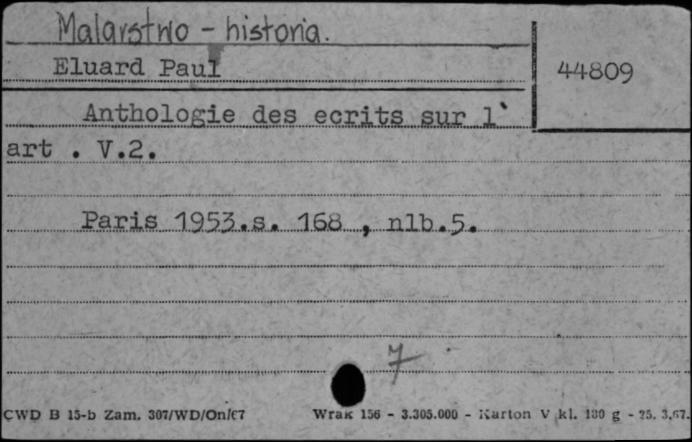 Malarstwo - historia.
Eluard Paul
44809
Anthologie des ecrits sur l`
art . V.2.
Paris 1953.s. 168 , nlb.5.
7
CWD B 15-b Zam. 307/WD/On/67 Wrak 156 - 3.305.000 - Karton V kl. 180 g - 25. 3.67.